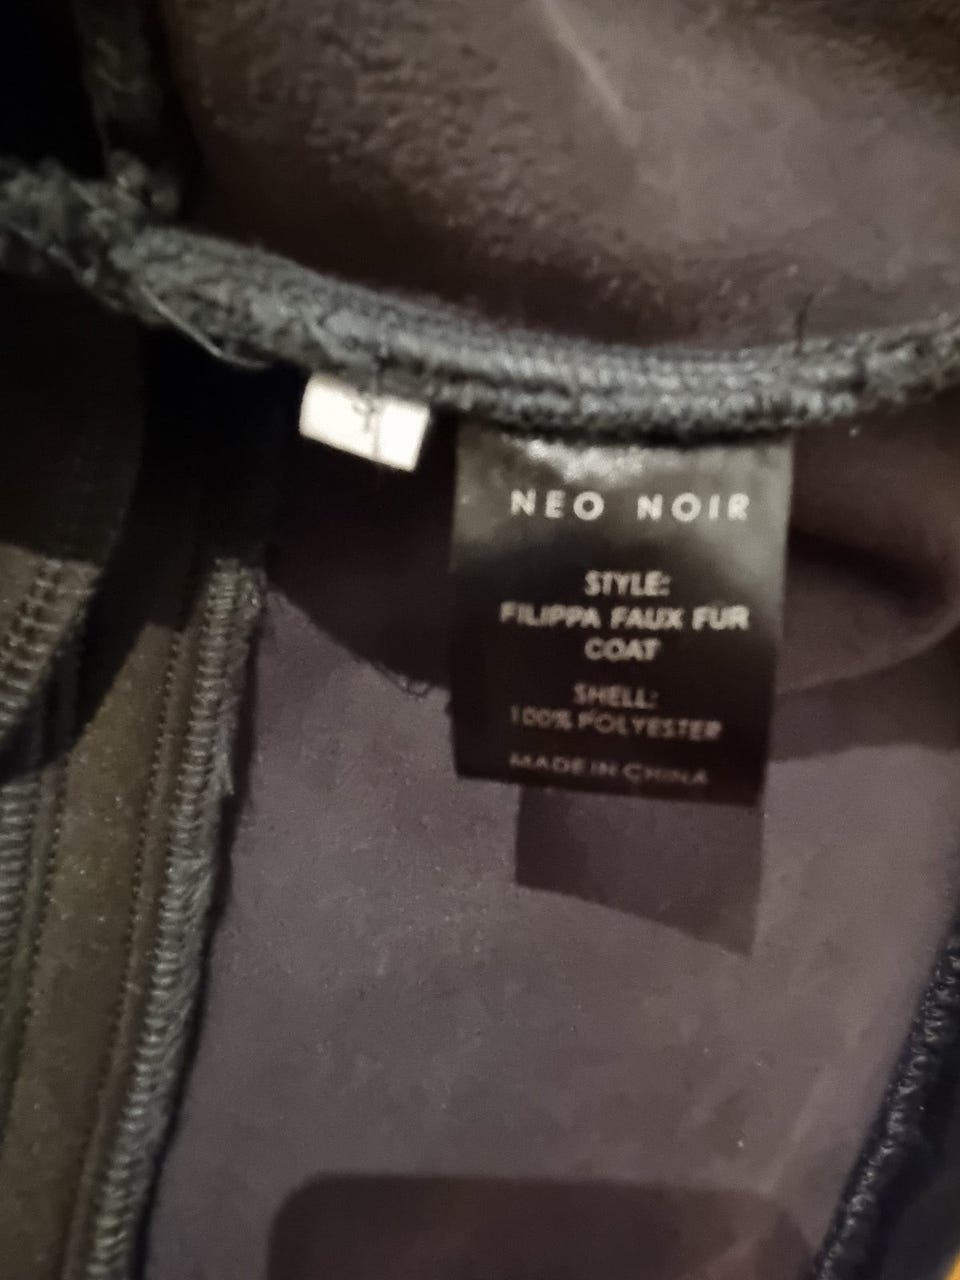 NEO NOIR
STYLE:
FILIPPA FAUX FUR
COAT
SHELL:
100% POLYESTER
MADE IN CHINA